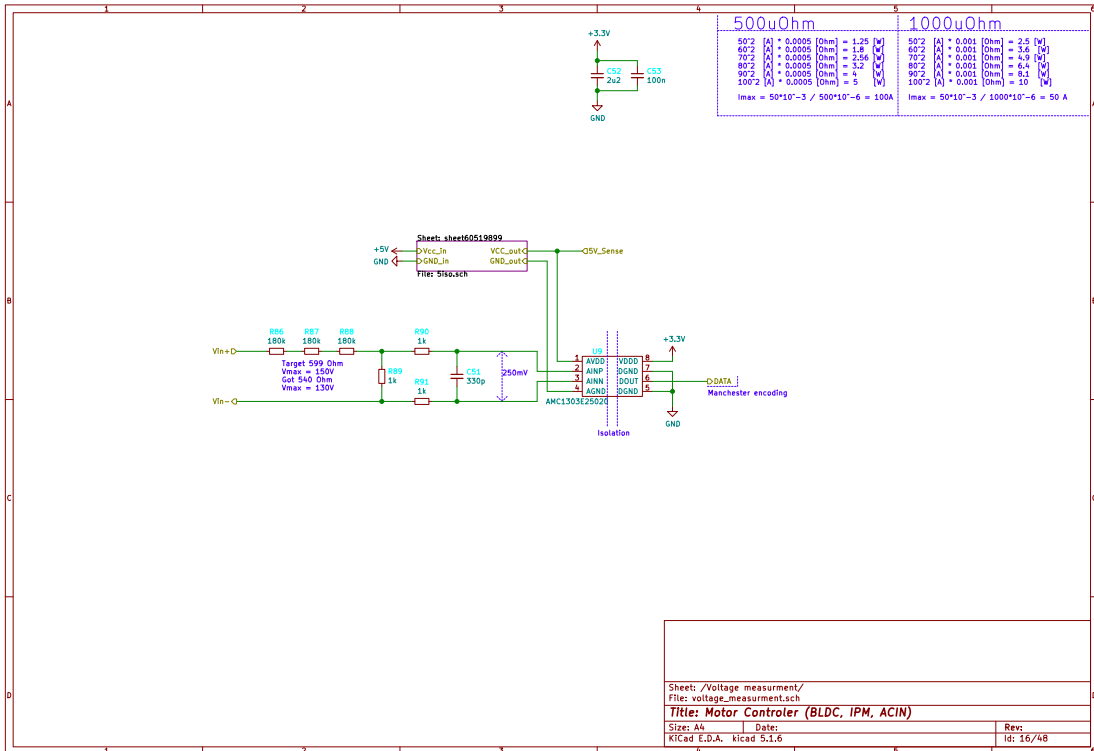 1 2 3 4 5 6
500uOhm
50^2 [A] * 0.0005 [Ohm] = 1.25 [W]
60^2 [A] * 0.0005 [Ohm] = 1.8 [W]
70^2 [A] * 0.0005 [Ohm] = 2.56 [W]
80^2 [A] * 0.0005 [Ohm] = 3.2 [W]
90^2 [A] * 0.0005 [Ohm] = 4 [W]
100^2 [A] * 0.0005 [Ohm] = 5 [W]
Imax = 50*10^-3 / 500*10^-6 = 100A
1000uOhm
50^2 [A] * 0.001 [Ohm] = 2.5 [W]
60^2 [A] * 0.001 [Ohm] = 3.6 [W]
70^2 [A] * 0.001 [Ohm] = 4.9 [W]
80^2 [A] * 0.001 [Ohm] = 6.4 [W]
90^2 [A] * 0.001 [Ohm] = 8.1 [W]
100^2 [A] * 0.001 [Ohm] = 10 [W]
Imax = 50*10^-3 / 1000*10^-6 = 50 A
+3.3V
C52
2u2
C53
100n
GND
A A
Sheet: sheet60519899
+5V
Vcc_in
VCC_out
5V_Sense
GND
GND_in
GND_out
File: 5iso.sch
B B
R86
180k
R87
180k
R88
180k
R90
1k
Vin+
Target 599 Ohm
Vmax = 150V
Got 540 Ohm
Vmax = 130V
R89
1k
R91
1k
C51
330p
250mV
Vin-
U9
+3.3V
1 AVDD VDDD 8
2 AINP DGND 7
3 AINN DOUT 6
4 AGND DGND 5
AMC1303E2502
DATA
Manchester encoding
GND
Isolation
C C
D D
Sheet: /Voltage measurment/
File: voltage_measurment.sch
Title: Motor Controler (BLDC, IPM, ACIN)
Size: A4 Date: Rev:
KiCad E.D.A. kicad 5.1.6 Id: 16/48
1 2 3 4 5